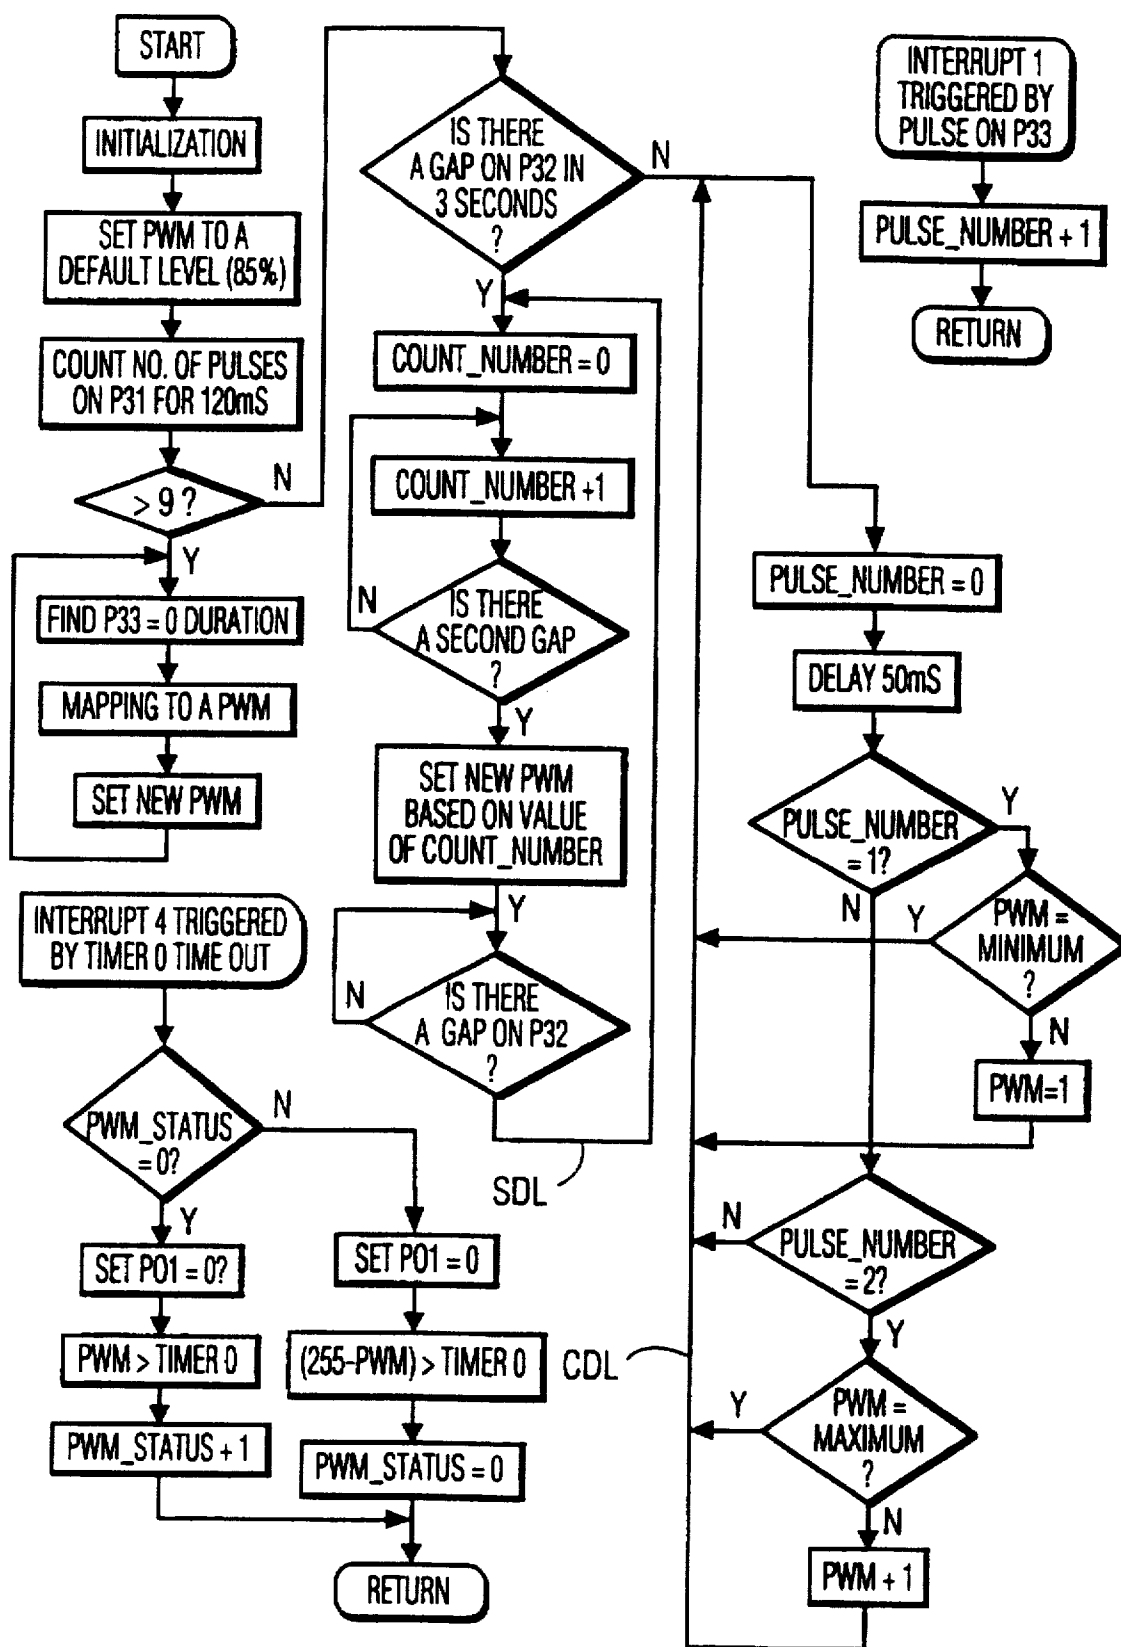 START
INITIALIZATION
SET PWM TO A
DEFAULT LEVEL (85%)
COUNT NO. OF PULSES
ON P31 FOR 120mS
> 9 ?
N
Y
FIND P33 = 0 DURATION
MAPPING TO A PWM
SET NEW PWM
INTERRUPT 4 TRIGGERED
BY TIMER 0 TIME OUT
PWM_STATUS
= 0?
N
Y
SET PO1 = 0?
PWM > TIMER 0
PWM_STATUS + 1
SET P01 = 0
(255-PWM) > TIMER 0
PWM_STATUS = 0
RETURN
IS THERE
A GAP ON P32 IN
3 SECONDS
?
N
Y
COUNT_NUMBER = 0
COUNT_NUMBER +1
IS THERE
A SECOND GAP
?
N
Y
SET NEW PWM
BASED ON VALUE
OF COUNT_NUMBER
Y
IS THERE
A GAP ON P32
?
N
SDL
INTERRUPT 1
TRIGGERED BY
PULSE ON P33
PULSE_NUMBER + 1
RETURN
PULSE_NUMBER = 0
DELAY 50mS
PULSE_NUMBER
= 1?
Y
N
PWM =
MINIMUM
?
Y
N
PWM=1
PULSE_NUMBER
= 2?
N
Y
CDL
PWM =
MAXIMUM
?
Y
N
PWM + 1